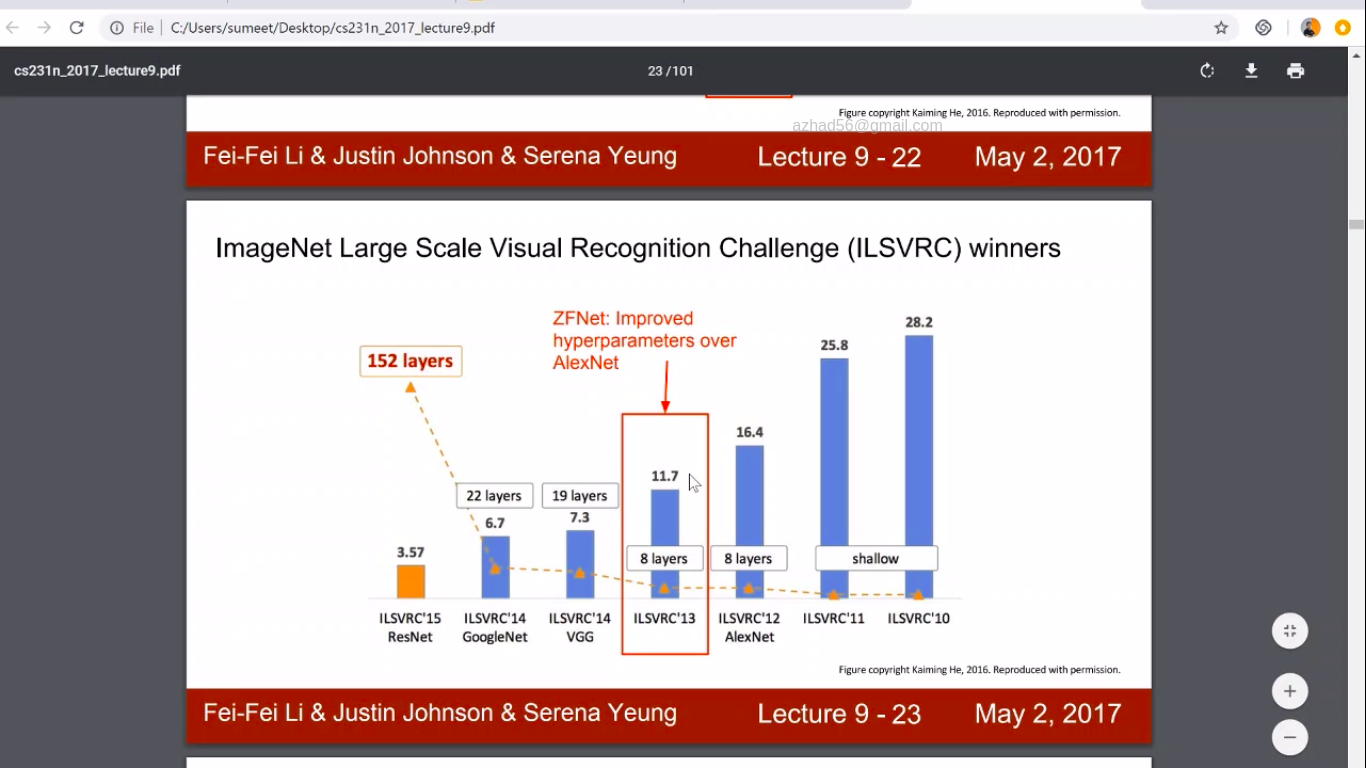 File
C:/Users/sumeet/Desktop/cs231n_2017_lecture9.pdf
cs231n_2017_lecture9.pdf
23 / 101
Figure copyright Kaiming He, 2016. Reproduced with permission.
azhad56@gmail.com
Fei-Fei Li & Justin Johnson & Serena Yeung
Lecture 9 - 22
May 2, 2017
ImageNet Large Scale Visual Recognition Challenge (ILSVRC) winners
ZFNet: Improved
hyperparameters over
AlexNet
152 layers
22 layers
19 layers
8 layers
8 layers
shallow
3.57
6.7
7.3
11.7
16.4
25.8
28.2
ILSVRC'15
ResNet
ILSVRC'14
GoogleNet
ILSVRC'14
VGG
ILSVRC'13
ILSVRC'12
AlexNet
ILSVRC'11
ILSVRC'10
Figure copyright Kaiming He, 2016. Reproduced with permission.
Fei-Fei Li & Justin Johnson & Serena Yeung
Lecture 9 - 23
May 2, 2017